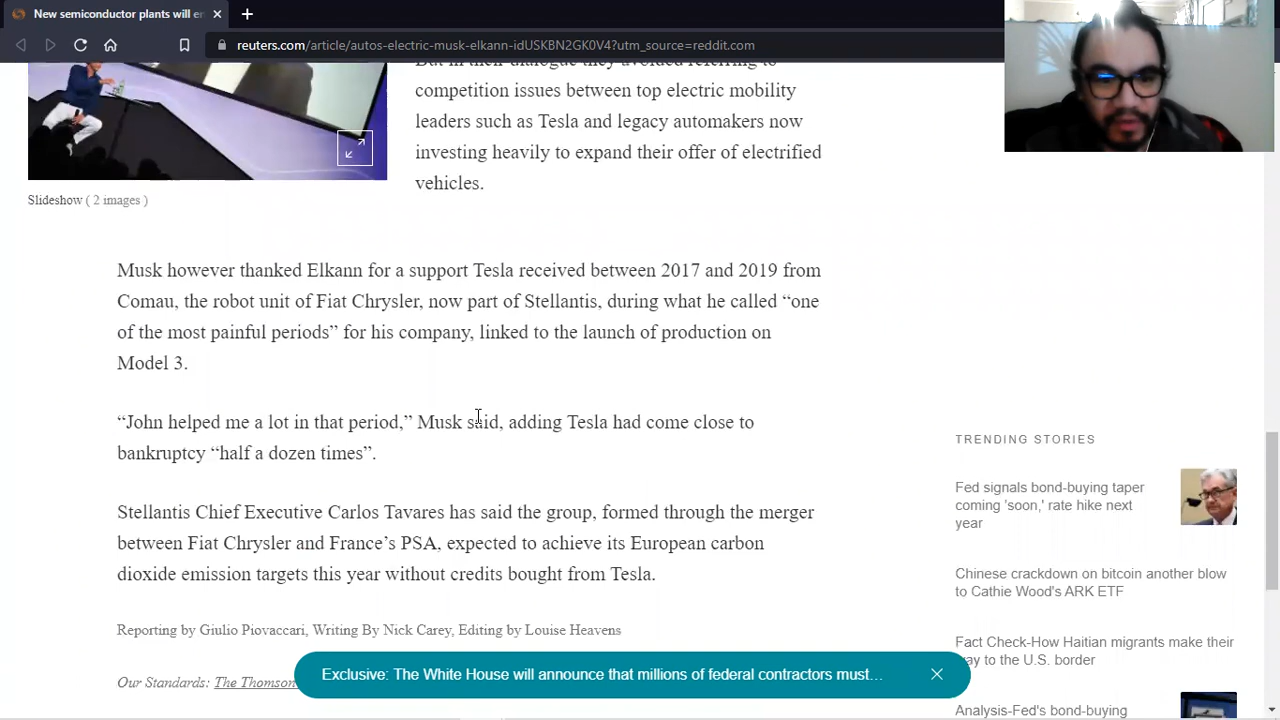 New semiconductor plants will e
reuters.com/article/autos-electric-musk-elkann-idUSKBN2GK0V4?utm_source=reddit.com
But in their dialogue they avoided referring to
competition issues between top electric mobility
leaders such as Tesla and legacy automakers now
investing heavily to expand their offer of electrified
vehicles.
Slideshow ( 2 images )
Musk however thanked Elkann for a support Tesla received between 2017 and 2019 from
Comau, the robot unit of Fiat Chrysler, now part of Stellantis, during what he called “one
of the most painful periods” for his company, linked to the launch of production on
Model 3.
“John helped me a lot in that period,” Musk said, adding Tesla had come close to
bankruptcy “half a dozen times”.
Stellantis Chief Executive Carlos Tavares has said the group, formed through the merger
between Fiat Chrysler and France’s PSA, expected to achieve its European carbon
dioxide emission targets this year without credits bought from Tesla.
Reporting by Giulio Piovaccari, Writing By Nick Carey, Editing by Louise Heavens
Our Standards: The Thomson
Exclusive: The White House will announce that millions of federal contractors must...
TRENDING STORIES
Fed signals bond-buying taper
coming 'soon,' rate hike next
year
Chinese crackdown on bitcoin another blow
to Cathie Wood's ARK ETF
Fact Check-How Haitian migrants make their
way to the U.S. border
Analysis-Fed's bond-buying